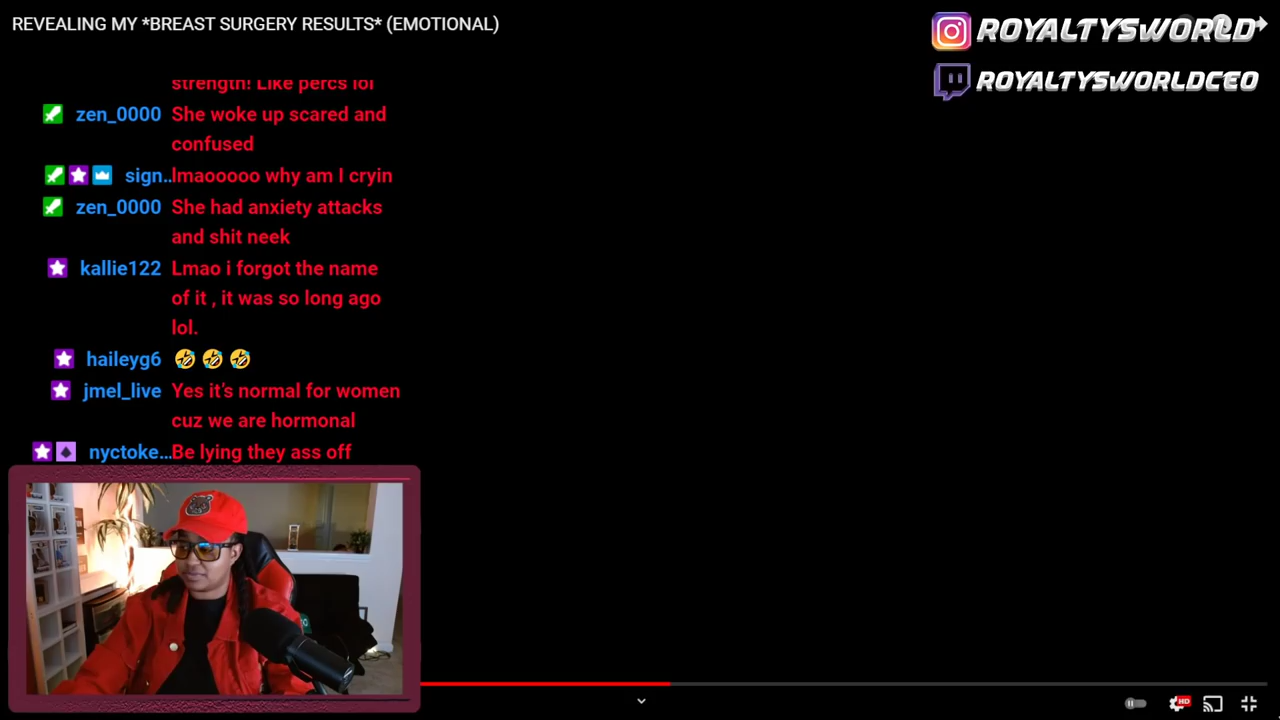 REVEALING MY *BREAST SURGERY RESULTS* (EMOTIONAL)
ROYALTYSWORLD
ROYALTYSWORLDCEO
strength! Like percs lol
zen_0000 She woke up scared and
confused
sign.. lmaooooo why am I cryin
zen_0000 She had anxiety attacks
and shit neek
kallie122 Lmao i forgot the name
of it , it was so long ago
lol.
haileyg6 🤣 🤣 🤣
jmel_live Yes it's normal for women
cuz we are hormonal
nyctoke... Be lying they ass off
HD